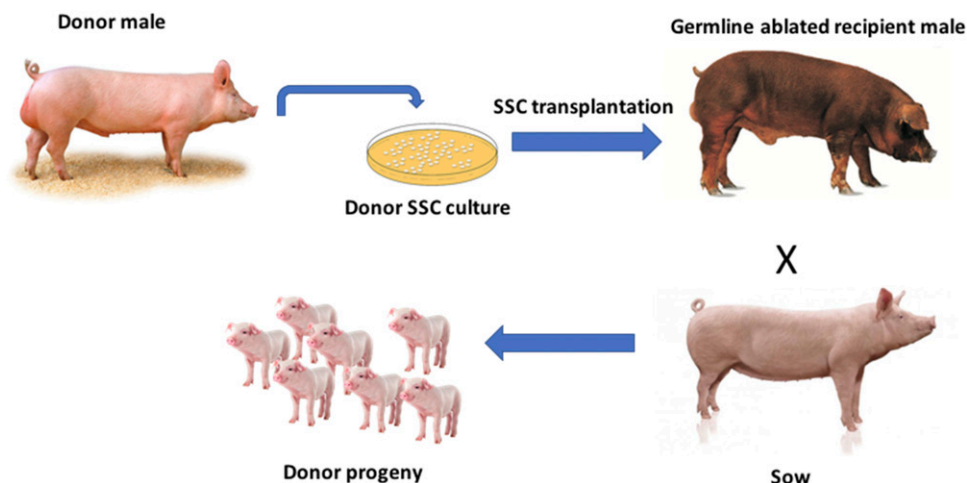 Donor male
Germline ablated recipient male
SSC transplantation
Donor SSC culture
X
Donor progeny
Sow